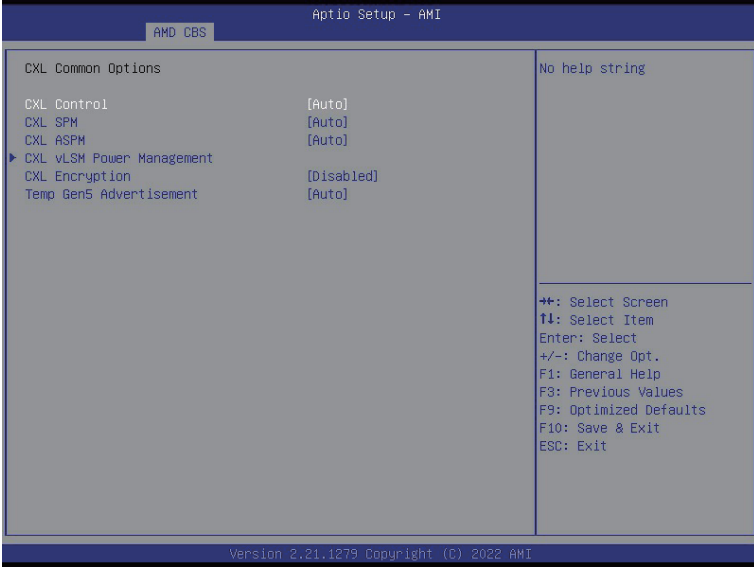 Aptio Setup – AMI
AMD CBS
CXL Common Options
CXL Control [Auto]
CXL SPM [Auto]
CXL ASPM [Auto]
▶ CXL vLSM Power Management
CXL Encryption [Disabled]
Temp Gen5 Advertisement [Auto]
No help string
→←: Select Screen
↑↓: Select Item
Enter: Select
+/-: Change Opt.
F1: General Help
F3: Previous Values
F9: Optimized Defaults
F10: Save & Exit
ESC: Exit
Version 2.21.1279 Copyright (C) 2022 AMI